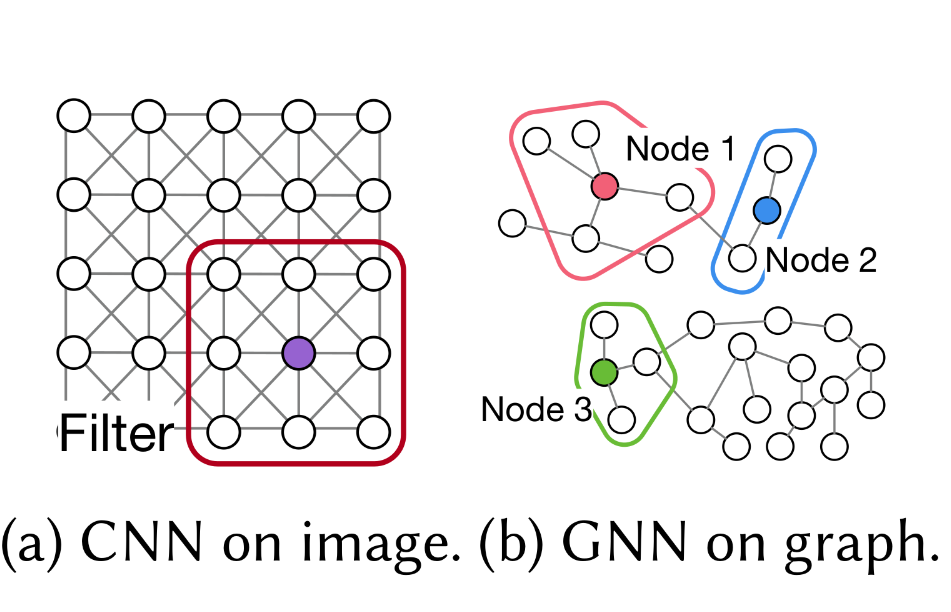 Node 1
Node 2
Node 3
Filter
(a) CNN on image. (b) GNN on graph.